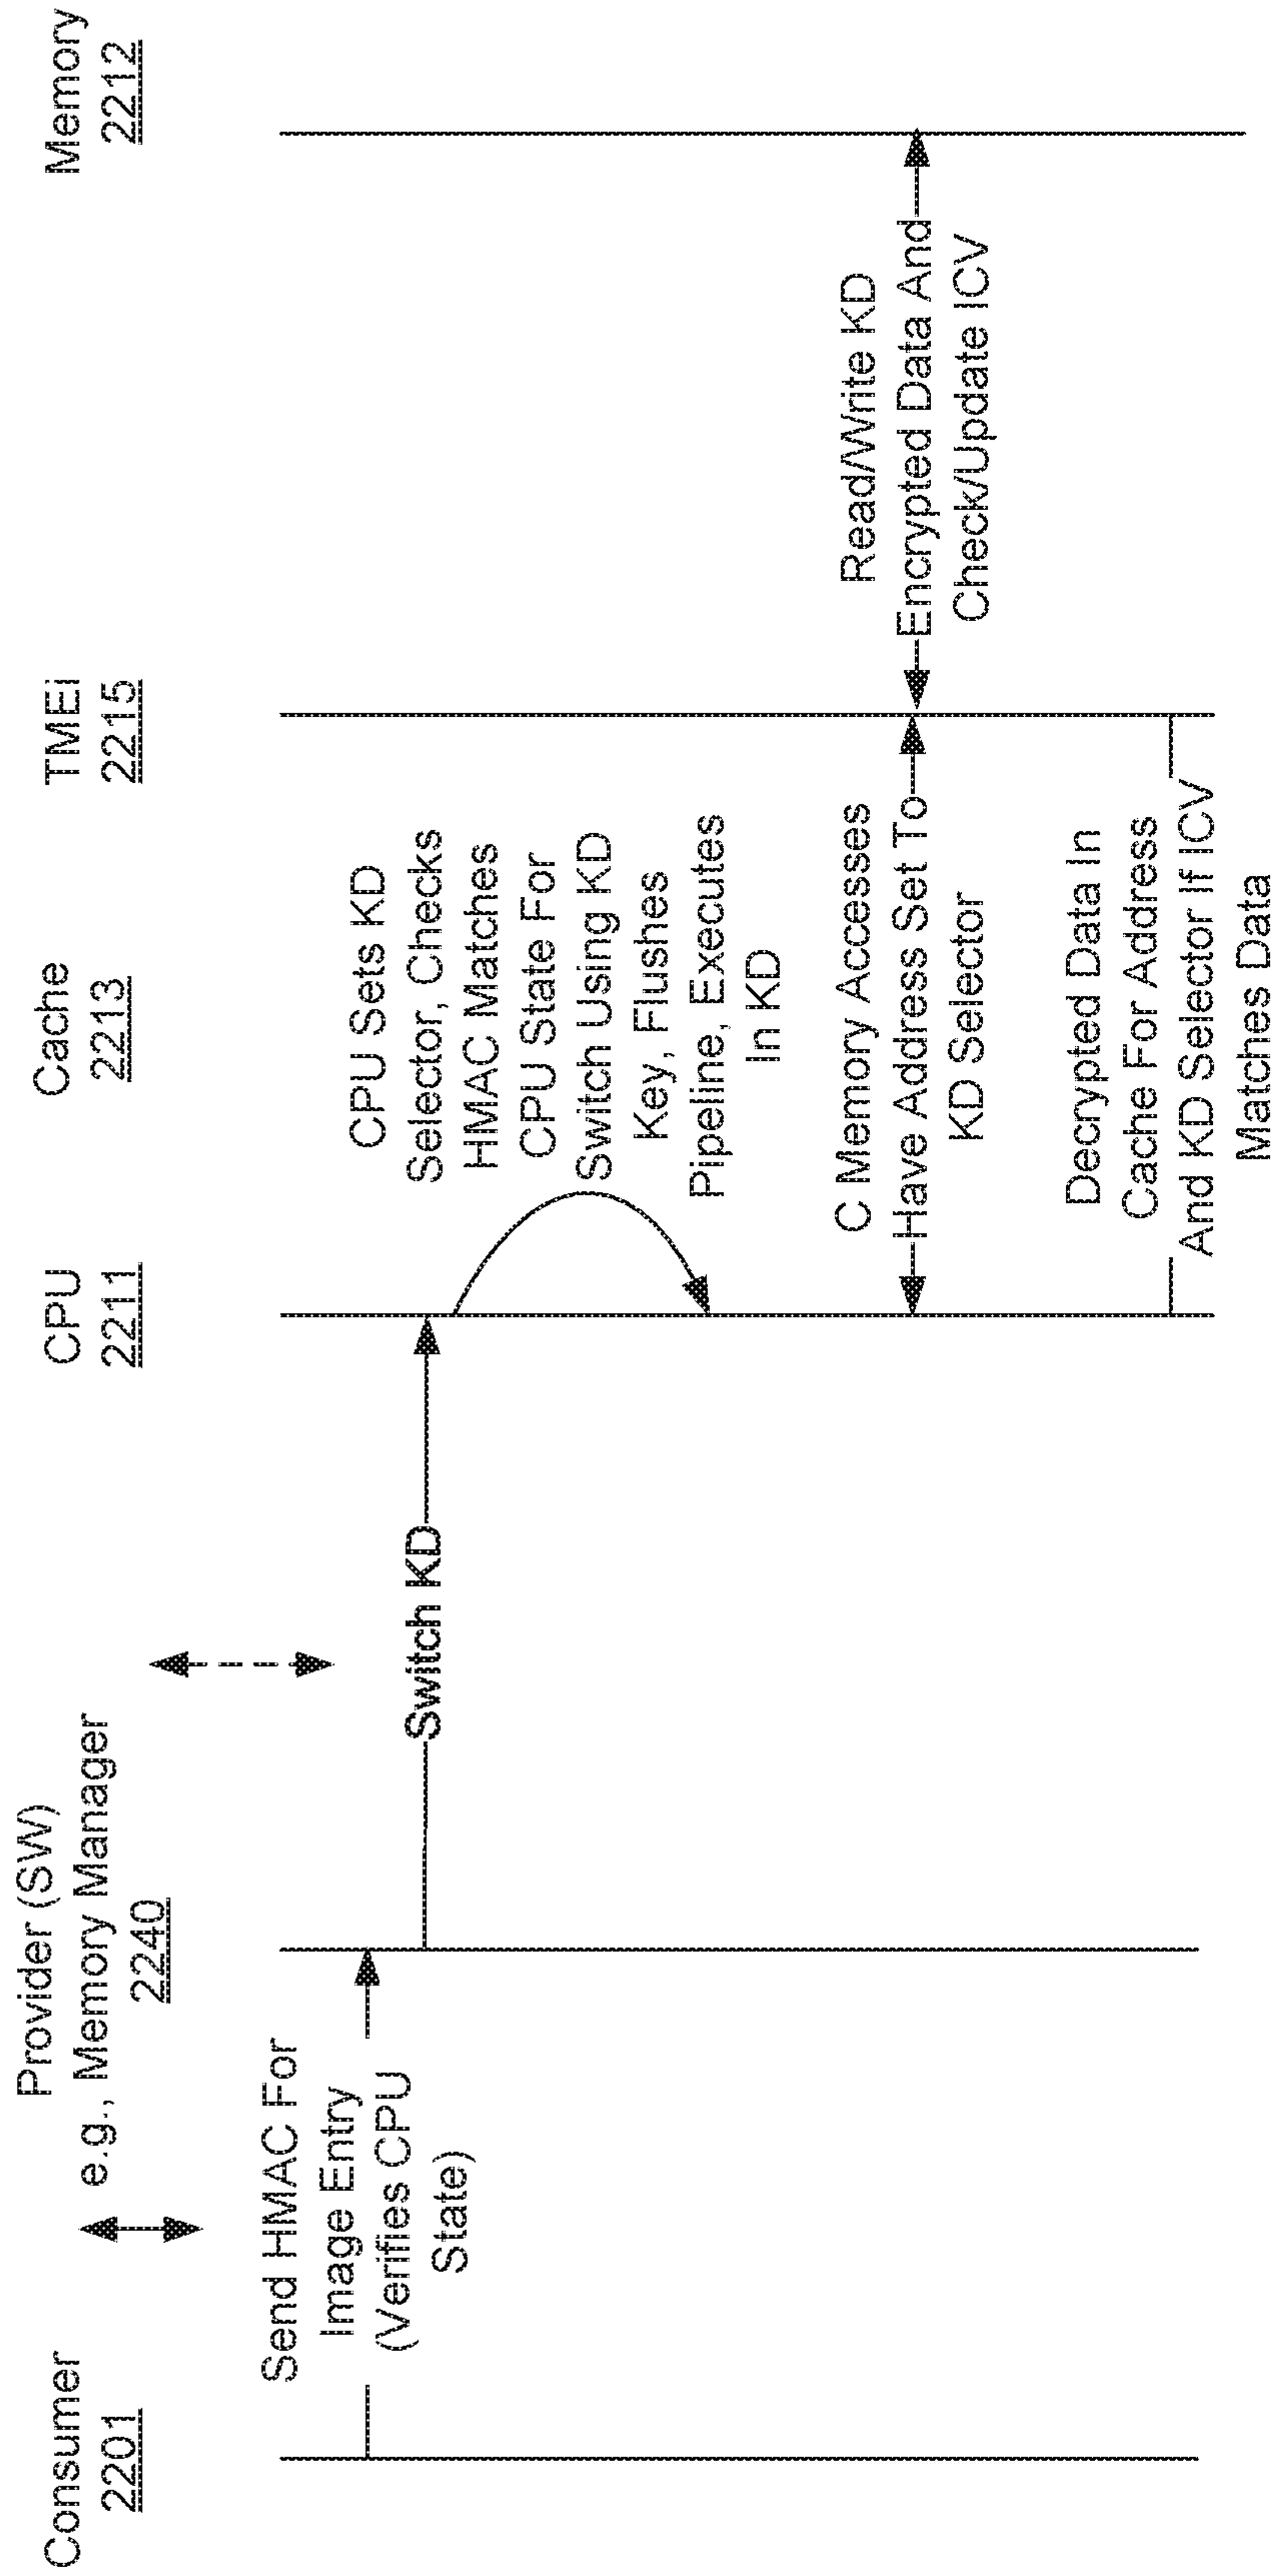 Consumer
2201
Provider (SW)
e.g., Memory Manager
2240
CPU
2211
Cache
2213
TMEi
2215
Memory
2212
Send HMAC For
Image Entry
(Verifies CPU
State)
Switch KD
CPU Sets KD
Selector, Checks
HMAC Matches
CPU State For
Switch Using KD
Key, Flushes
Pipeline, Executes
In KD
C Memory Accesses
Have Address Set To
KD Selector
Read/Write KD
Encrypted Data And
Check/Update ICV
Decrypted Data In
Cache For Address
And KD Selector If ICV
Matches Data